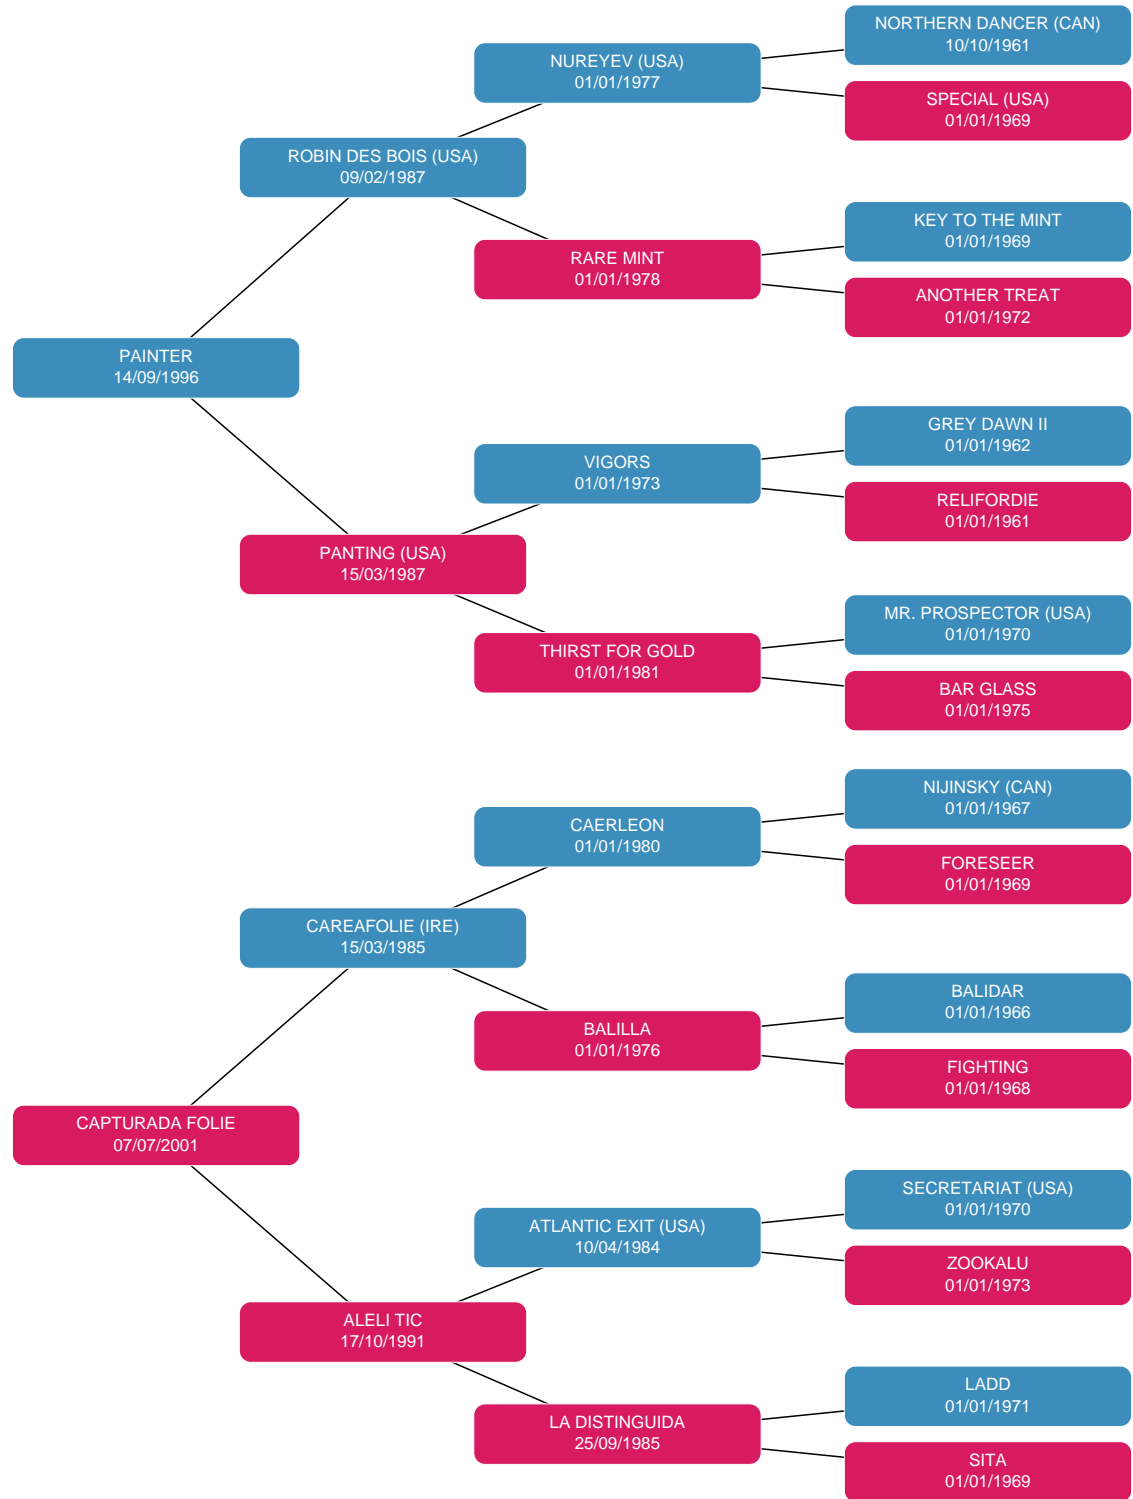 NORTHERN DANCER (CAN)
10/10/1961
NUREYEV (USA)
01/01/1977
SPECIAL (USA)
01/01/1969
ROBIN DES BOIS (USA)
09/02/1987
KEY TO THE MINT
01/01/1969
RARE MINT
01/01/1978
ANOTHER TREAT
01/01/1972
PAINTER
14/09/1996
GREY DAWN II
01/01/1962
VIGORS
01/01/1973
RELIFORDIE
01/01/1961
PANTING (USA)
15/03/1987
MR. PROSPECTOR (USA)
01/01/1970
THIRST FOR GOLD
01/01/1981
BAR GLASS
01/01/1975
NIJINSKY (CAN)
01/01/1967
CAERLEON
01/01/1980
FORESEER
01/01/1969
CAREAFOLIE (IRE)
15/03/1985
BALIDAR
01/01/1966
BALILLA
01/01/1976
FIGHTING
01/01/1968
CAPTURADA FOLIE
07/07/2001
SECRETARIAT (USA)
01/01/1970
ATLANTIC EXIT (USA)
10/04/1984
ZOOKALU
01/01/1973
ALELI TIC
17/10/1991
LADD
01/01/1971
LA DISTINGUIDA
25/09/1985
SITA
01/01/1969